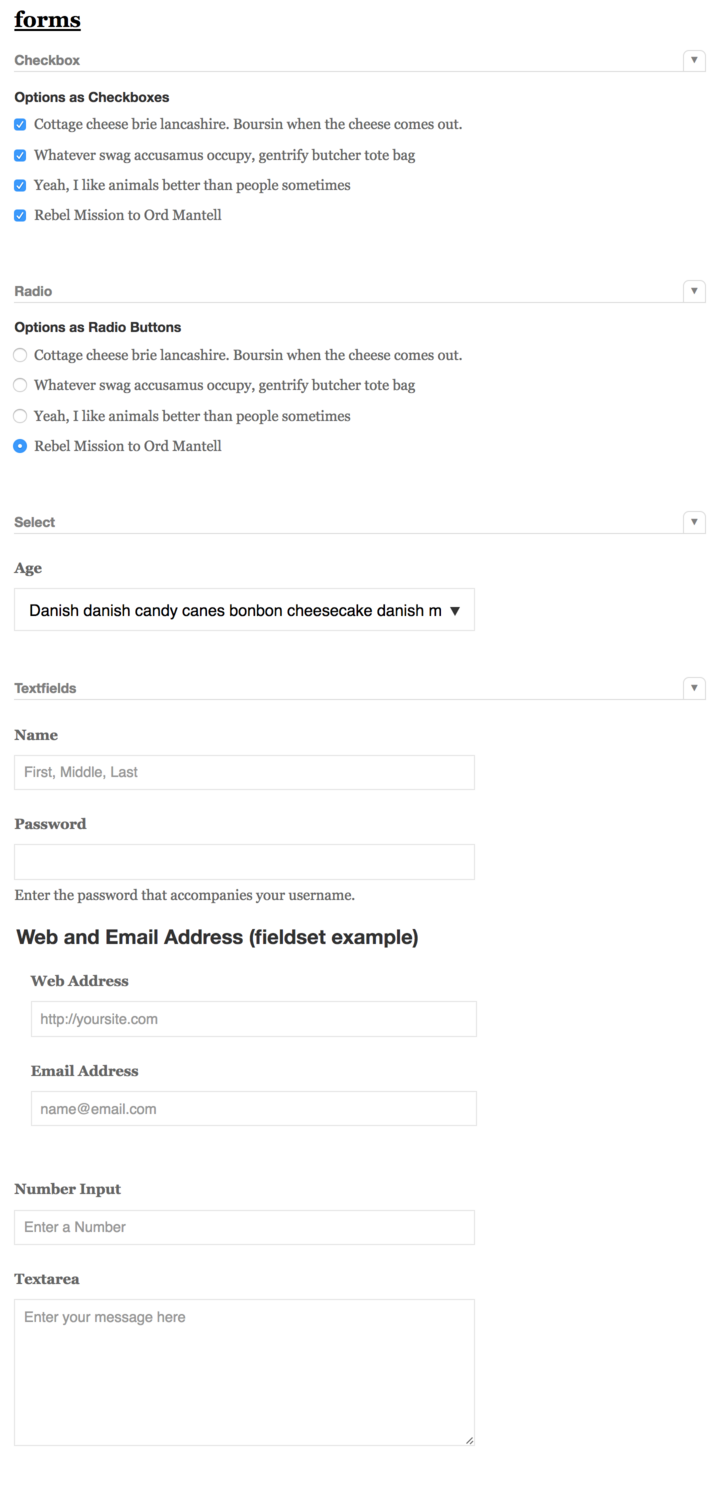 forms
Checkbox
Options as Checkboxes
Cottage cheese brie lancashire. Boursin when the cheese comes out.
Whatever swag accusamus occupy, gentrify butcher tote bag
Yeah, I like animals better than people sometimes
Rebel Mission to Ord Mantell
Radio
Options as Radio Buttons
Cottage cheese brie lancashire. Boursin when the cheese comes out.
Whatever swag accusamus occupy, gentrify butcher tote bag
Yeah, I like animals better than people sometimes
Rebel Mission to Ord Mantell
Select
Age
Danish danish candy canes bonbon cheesecake danish m
Textfields
Name
First, Middle, Last
Password
Enter the password that accompanies your username.
Web and Email Address (fieldset example)
Web Address
http://yoursite.com
Email Address
name@email.com
Number Input
Enter a Number
Textarea
Enter your message here